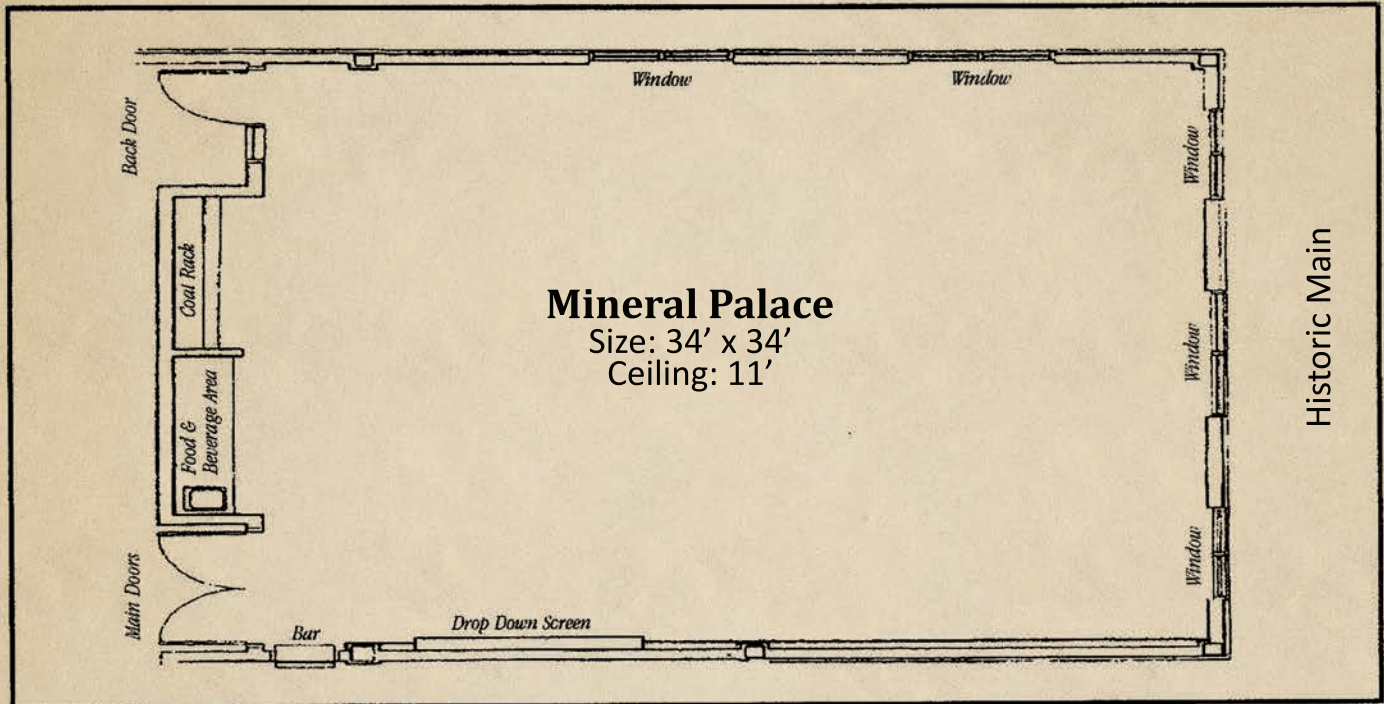 Window
Window
Back Door
Window
Coat Rack
Mineral Palace
Size: 34’ x 34’
Ceiling: 11’
Window
Historic Main
Food &
Beverage Area
Main Doors
Window
Bar
Drop Down Screen